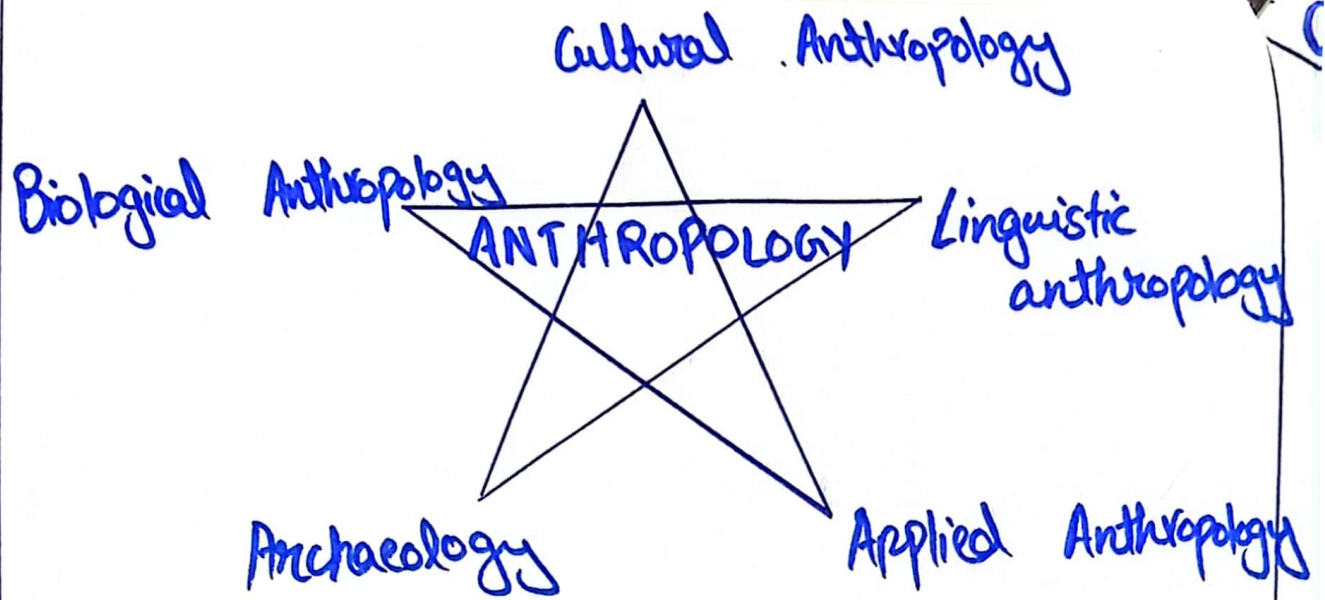 Cultural Anthropology
Biological Anthropology
ANTHROPOLOGY
Linguistic
anthropology
Archaeology
Applied Anthropology